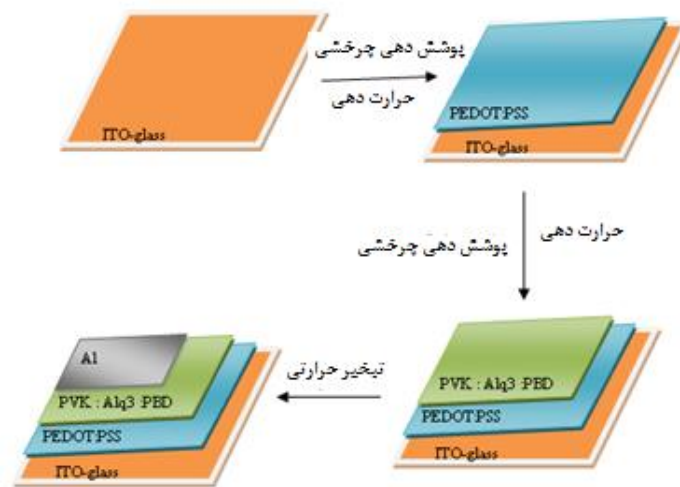 پوشش دهی چرخشی
حرارت دهی
ITO-glass
PEDOT:PSS
ITO-glass
حرارت دهی
پوشش دهی چرخشی
PVK : Alq3 :PBD
PEDOT:PSS
ITO-glass
تبخیر حرارتی
Al
PVK : Alq3 :PBD
PEDOT:PSS
ITO-glass